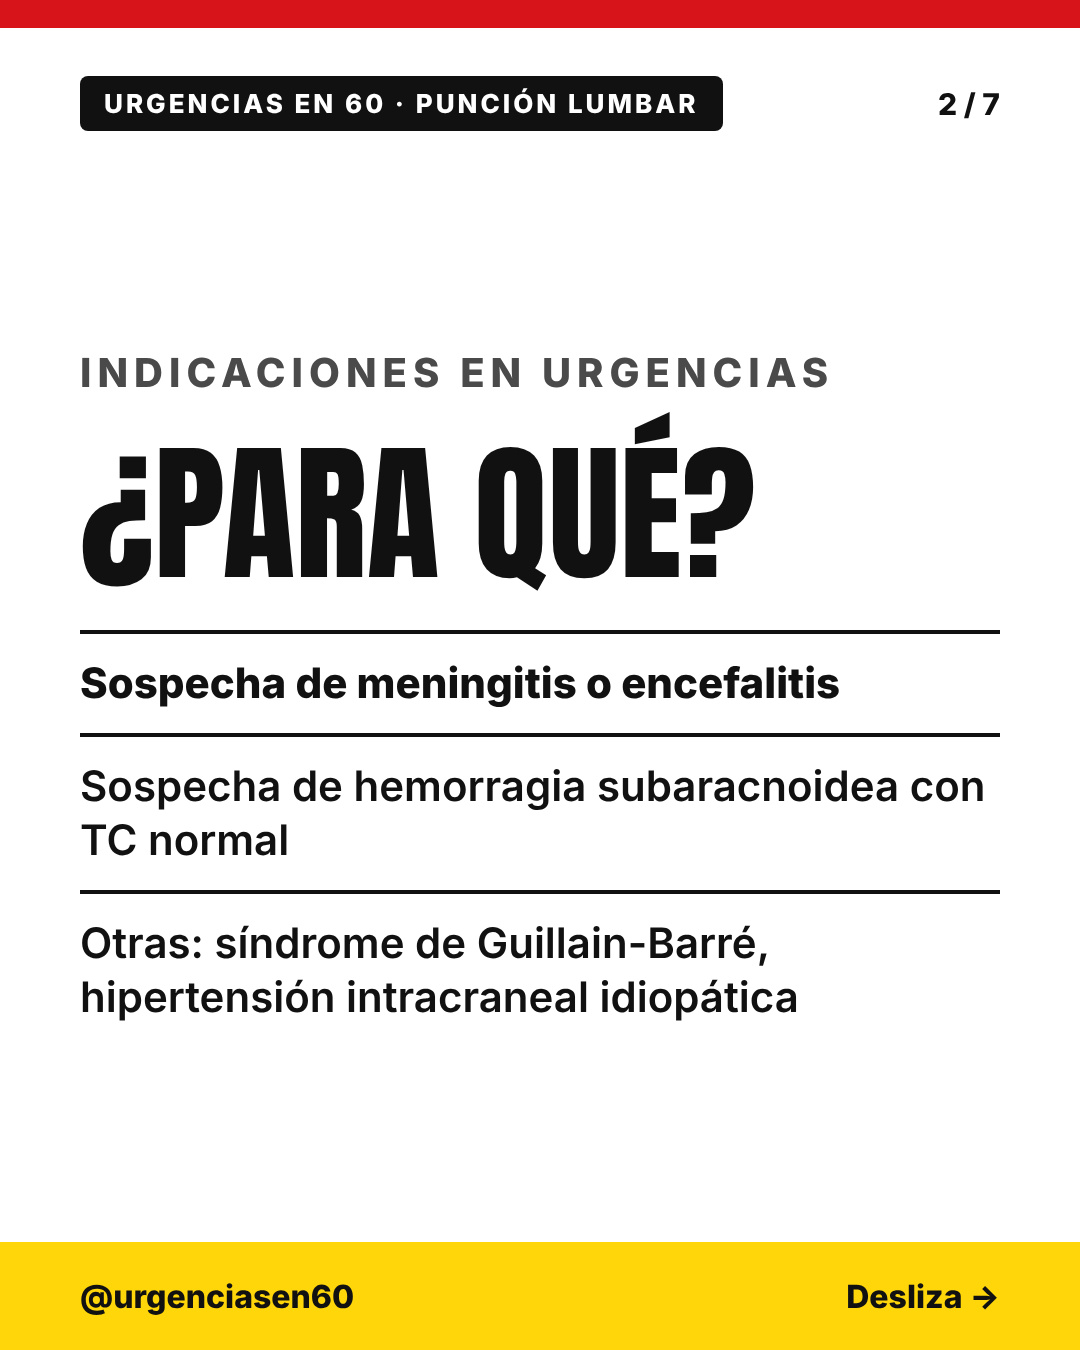 URGENCIAS EN 60 · PUNCIÓN LUMBAR
2 / 7
INDICACIONES EN URGENCIAS
¿PARA QUÉ?
Sospecha de meningitis o encefalitis
Sospecha de hemorragia subaracnoidea con
TC normal
Otras: síndrome de Guillain-Barré,
hipertensión intracraneal idiopática
@urgenciasen60
Desliza →